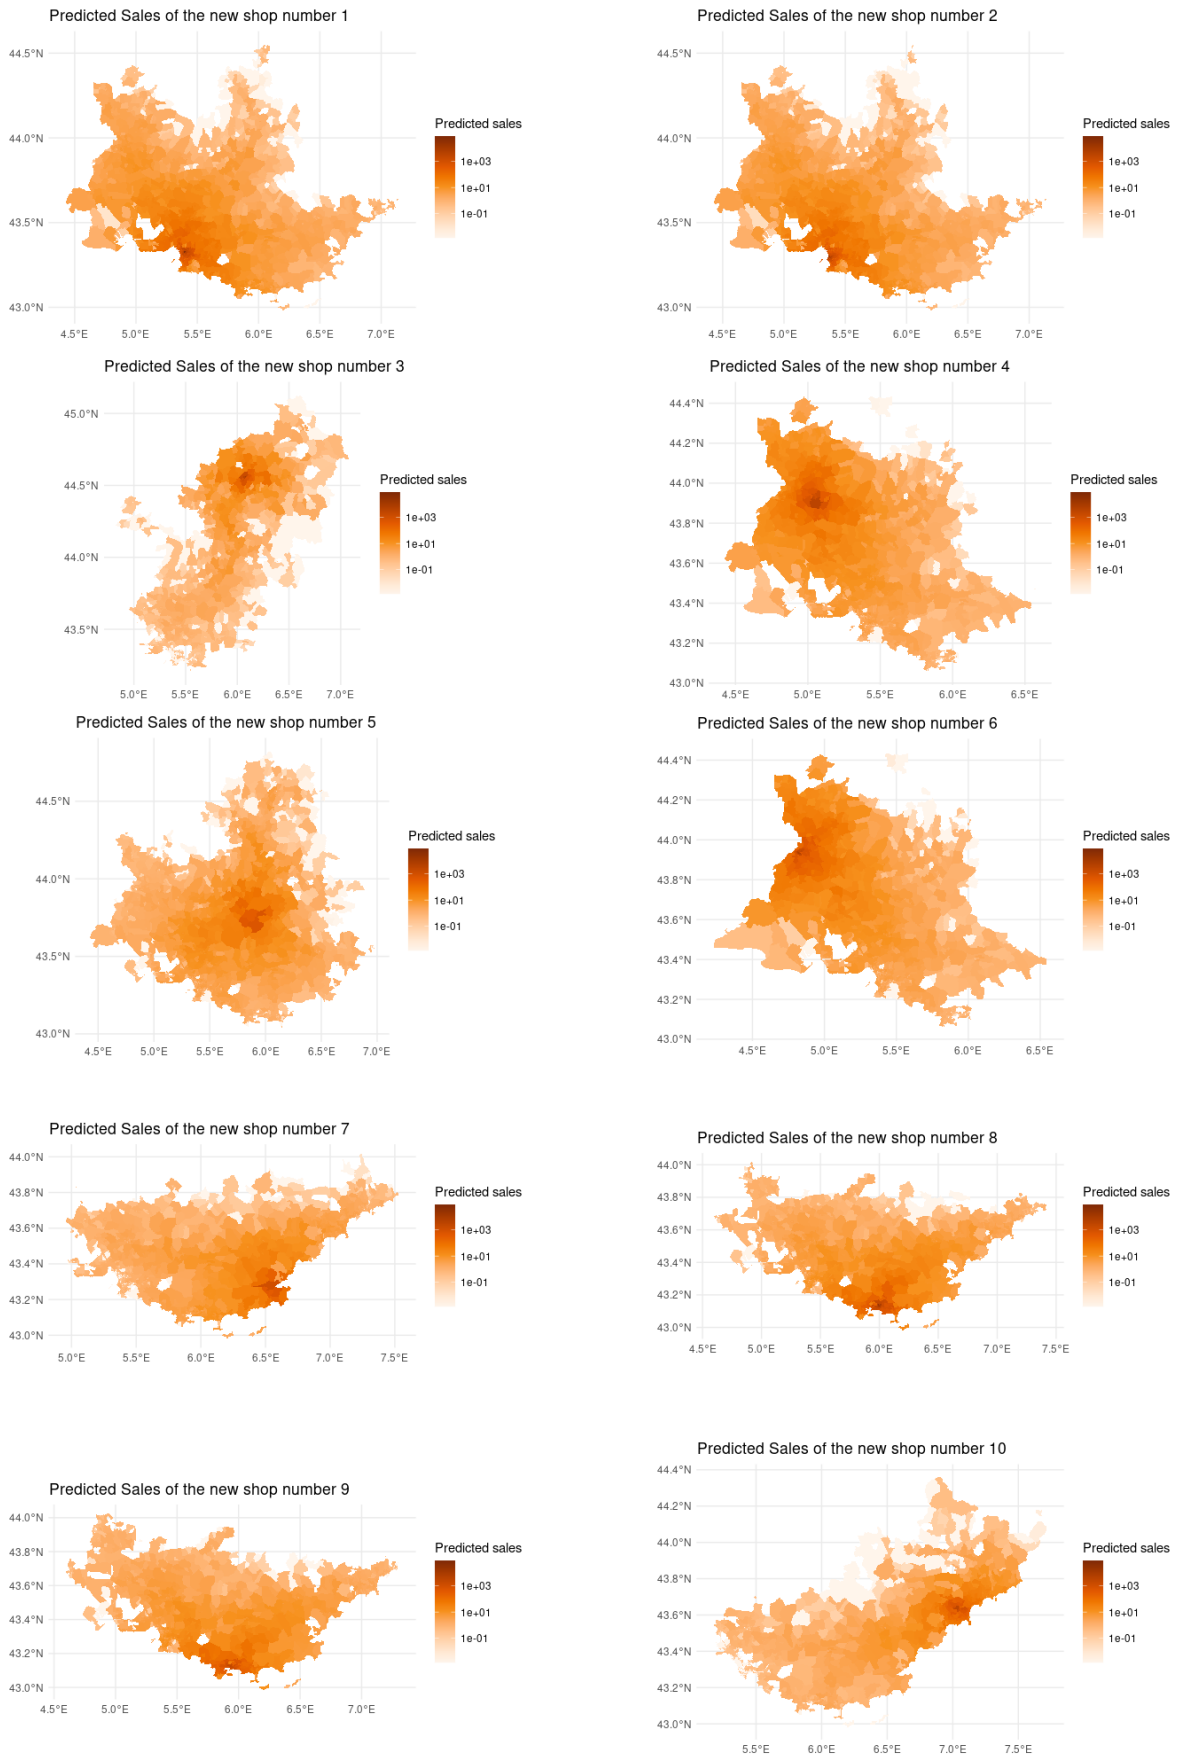 Predicted Sales of the new shop number 1
44.5°N
44.0°N
43.5°N
43.0°N
4.5°E 5.0°E 5.5°E 6.0°E 6.5°E 7.0°E
Predicted sales
1e+03
1e+01
1e-01
Predicted Sales of the new shop number 2
44.5°N
44.0°N
43.5°N
43.0°N
4.5°E 5.0°E 5.5°E 6.0°E 6.5°E 7.0°E
Predicted sales
1e+03
1e+01
1e-01
Predicted Sales of the new shop number 3
45.0°N
44.5°N
44.0°N
43.5°N
5.0°E 5.5°E 6.0°E 6.5°E 7.0°E
Predicted sales
1e+03
1e+01
1e-01
Predicted Sales of the new shop number 4
44.4°N
44.2°N
44.0°N
43.8°N
43.6°N
43.4°N
43.2°N
43.0°N
4.5°E 5.0°E 5.5°E 6.0°E 6.5°E
Predicted sales
1e+03
1e+01
1e-01
Predicted Sales of the new shop number 5
44.5°N
44.0°N
43.5°N
43.0°N
4.5°E 5.0°E 5.5°E 6.0°E 6.5°E 7.0°E
Predicted sales
1e+03
1e+01
1e-01
Predicted Sales of the new shop number 6
44.4°N
44.2°N
44.0°N
43.8°N
43.6°N
43.4°N
43.2°N
43.0°N
4.5°E 5.0°E 5.5°E 6.0°E 6.5°E
Predicted sales
1e+03
1e+01
1e-01
Predicted Sales of the new shop number 7
44.0°N
43.8°N
43.6°N
43.4°N
43.2°N
43.0°N
5.0°E 5.5°E 6.0°E 6.5°E 7.0°E 7.5°E
Predicted sales
1e+03
1e+01
1e-01
Predicted Sales of the new shop number 8
44.0°N
43.8°N
43.6°N
43.4°N
43.2°N
43.0°N
4.5°E 5.0°E 5.5°E 6.0°E 6.5°E 7.0°E 7.5°E
Predicted sales
1e+03
1e+01
1e-01
Predicted Sales of the new shop number 9
44.0°N
43.8°N
43.6°N
43.4°N
43.2°N
43.0°N
4.5°E 5.0°E 5.5°E 6.0°E 6.5°E 7.0°E
Predicted sales
1e+03
1e+01
1e-01
Predicted Sales of the new shop number 10
44.4°N
44.2°N
44.0°N
43.8°N
43.6°N
43.4°N
43.2°N
43.0°N
5.5°E 6.0°E 6.5°E 7.0°E 7.5°E
Predicted sales
1e+03
1e+01
1e-01